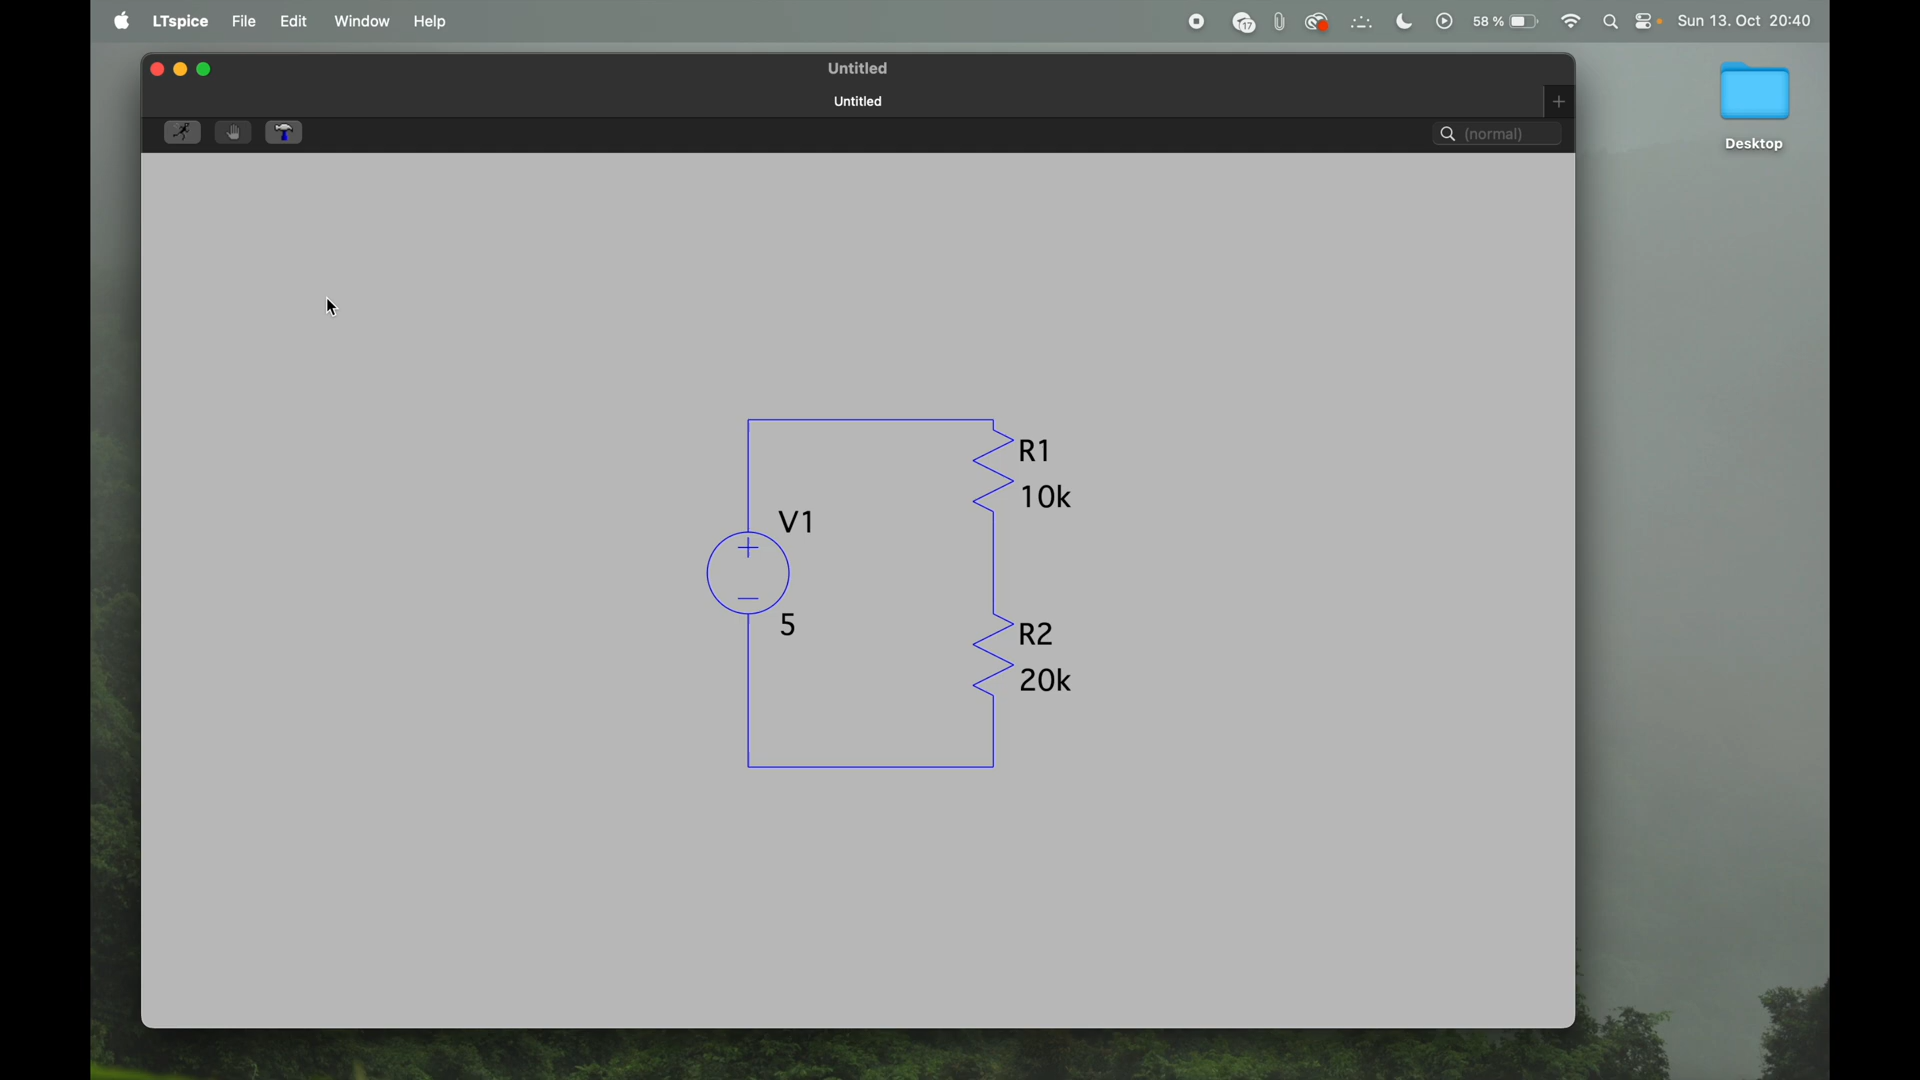 LTspice File Edit Window Help 17 58 % Sun 13. Oct 20:40
Untitled
Untitled
(normal)
Desktop
R1
10k
V1
5
R2
20k